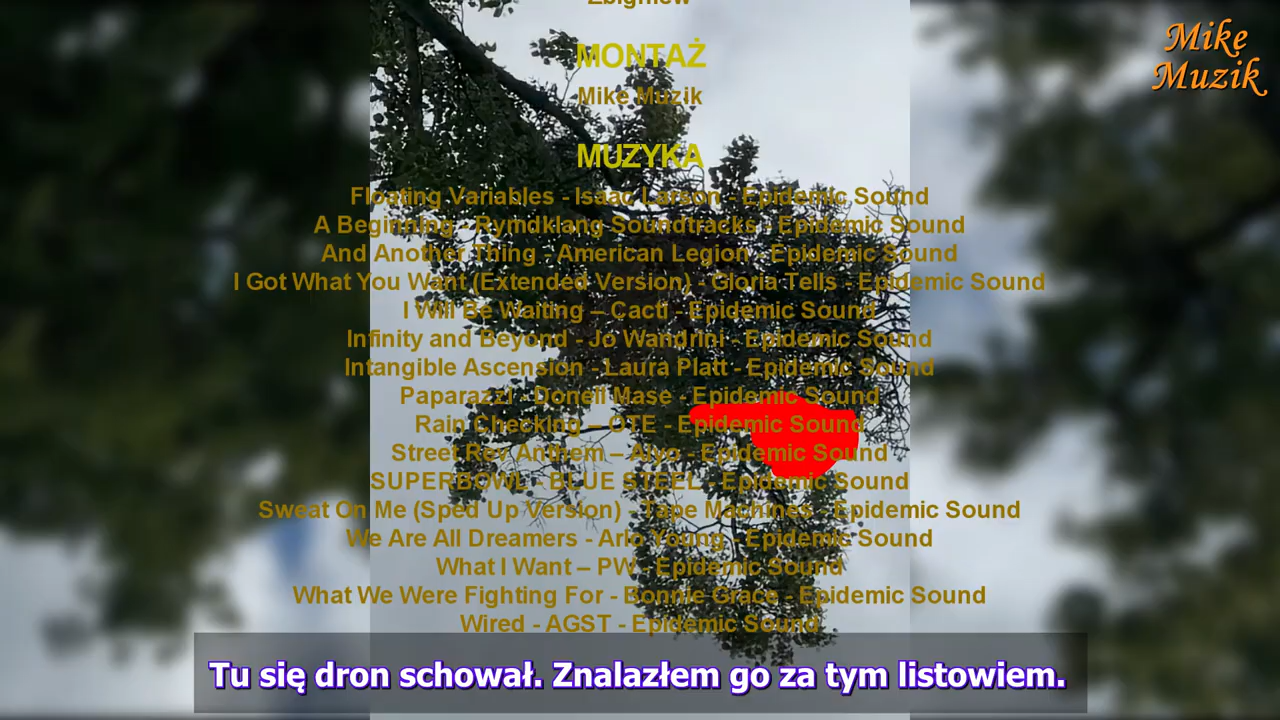 Zbigniew
MONTAŻ
Mike Muzik
MUZYKA
Floating Variables - Isaac Larson - Epidemic Sound
A Beginning - Rymdklang Soundtracks - Epidemic Sound
And Another Thing - American Legion - Epidemic Sound
I Got What You Want (Extended Version) - Gloria Tells - Epidemic Sound
I Will Be Waiting – Cacti - Epidemic Sound
Infinity and Beyond - Jo Wandrini - Epidemic Sound
Intangible Ascension - Laura Platt - Epidemic Sound
Paparazzi - Donell Mase - Epidemic Sound
Rain Checking – OTE - Epidemic Sound
Street Rev Anthem – Alvo - Epidemic Sound
SUPERBOWL - BLUE STEEL - Epidemic Sound
Sweat On Me (Sped Up Version) - Tape Machines - Epidemic Sound
We Are All Dreamers - Arlo Young - Epidemic Sound
What I Want – PW - Epidemic Sound
What We Were Fighting For - Bonnie Grace - Epidemic Sound
Wired - AGST - Epidemic Sound
Tu się dron schował. Znalazłem go za tym listowiem.
Mike
Muzik